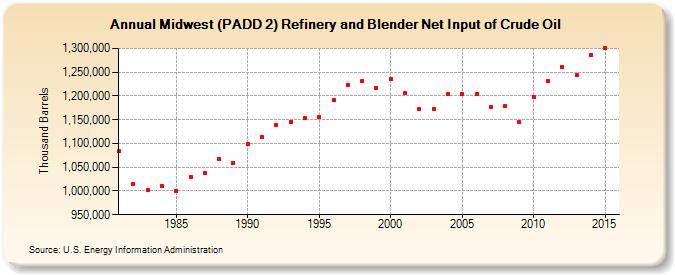 Annual Midwest (PADD 2) Refinery and Blender Net Input of Crude Oil
Thousand Barrels
1,300,000
1,250,000
1,200,000
1,150,000
1,100,000
1,050,000
1,000,000
950,000
1985 1990 1995 2000 2005 2010 2015
Source: U.S. Energy Information Administration